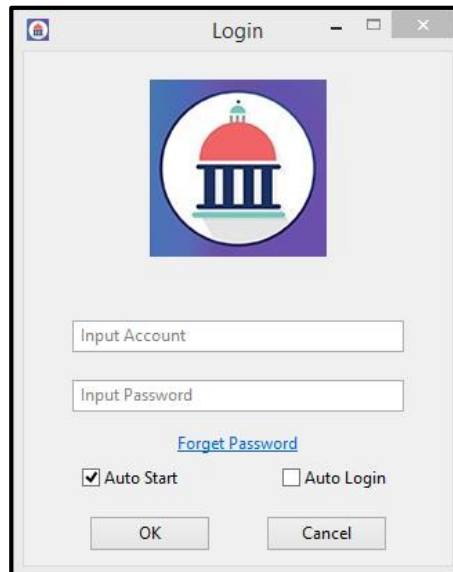 Login
Input Account
Input Password
Forget Password
Auto Start Auto Login
OK Cancel